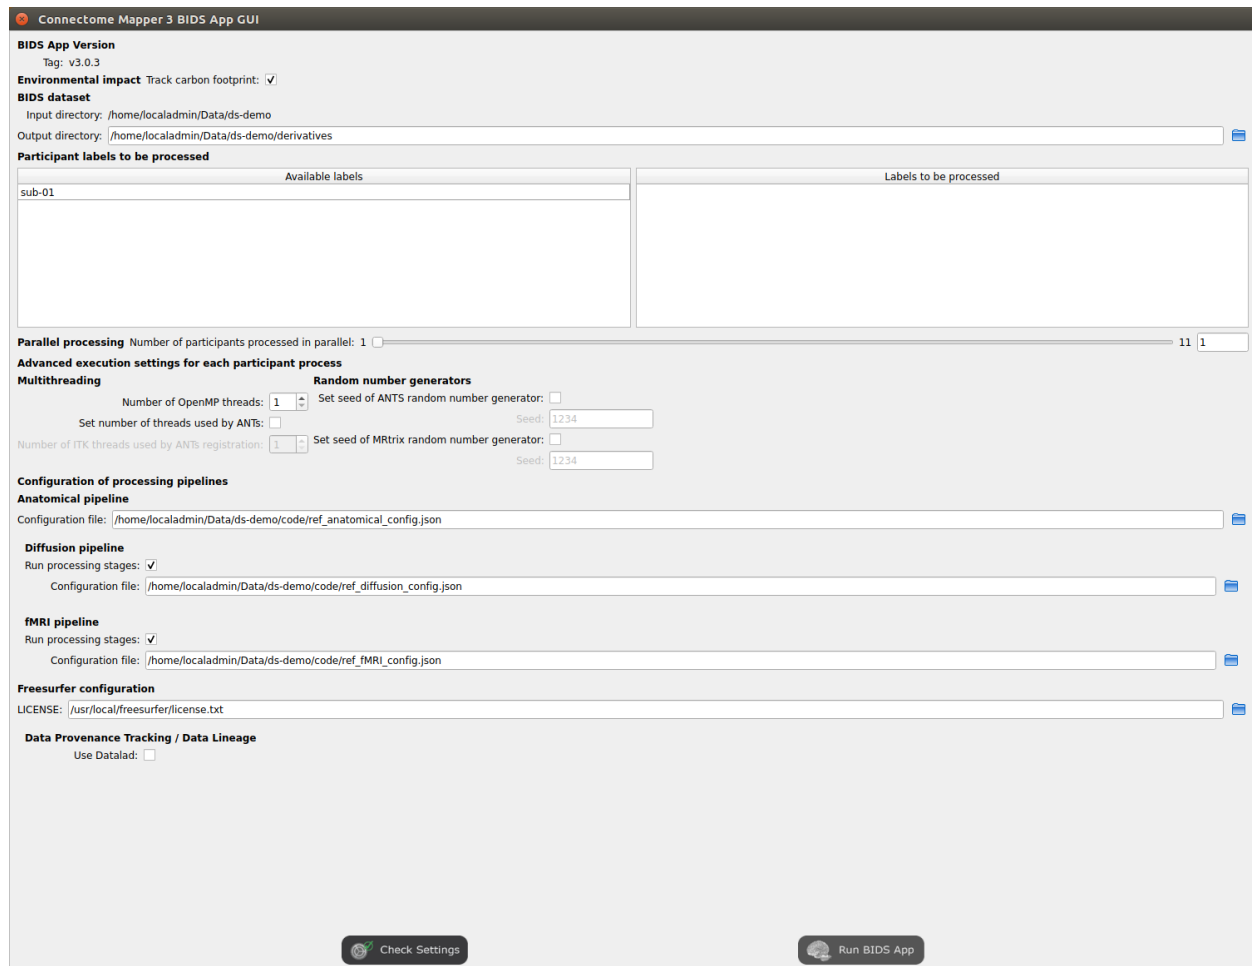 Connectome Mapper 3 BIDS App GUI
BIDS App Version
Tag: v3.0.3
Environmental impact Track carbon footprint:
BIDS dataset
Input directory: /home/localadmin/Data/ds-demo
Output directory: /home/localadmin/Data/ds-demo/derivatives
Participant labels to be processed
Available labels Labels to be processed
sub-01
Parallel processing Number of participants processed in parallel: 1 11 1
Advanced execution settings for each participant process
Multithreading Random number generators
Number of OpenMP threads: 1 Set seed of ANTS random number generator:
Seed: 1234
Set number of threads used by ANTs:
Number of ITK threads used by ANTs registration: 1 Set seed of MRtrix random number generator:
Seed: 1234
Configuration of processing pipelines
Anatomical pipeline
Configuration file: /home/localadmin/Data/ds-demo/code/ref_anatomical_config.json
Diffusion pipeline
Run processing stages:
Configuration file: /home/localadmin/Data/ds-demo/code/ref_diffusion_config.json
fMRI pipeline
Run processing stages:
Configuration file: /home/localadmin/Data/ds-demo/code/ref_fMRI_config.json
Freesurfer configuration
LICENSE: /usr/local/freesurfer/license.txt
Data Provenance Tracking / Data Lineage
Use Datalad:
Check Settings Run BIDS App